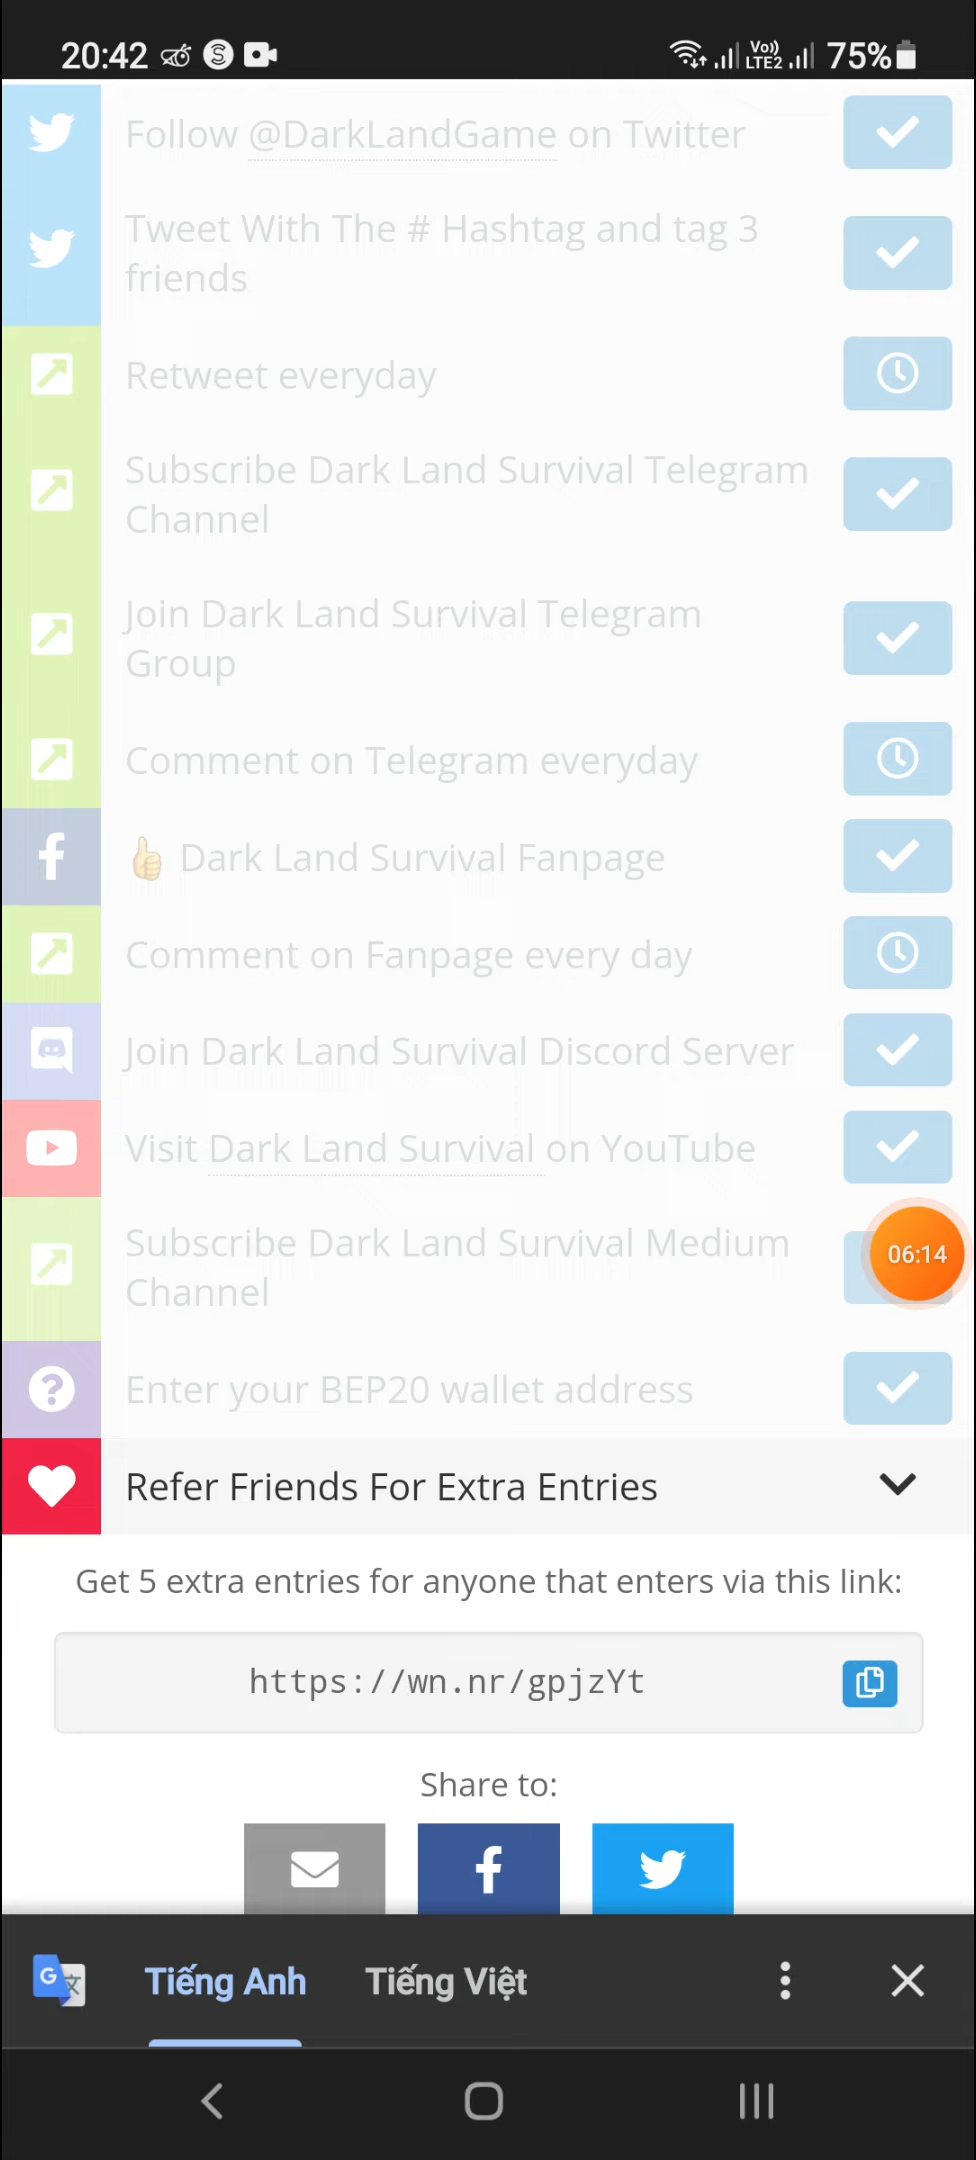 20:42 Vo)) LTE2 75%
Follow @DarkLandGame on Twitter
Tweet With The # Hashtag and tag 3
friends
Retweet everyday
Subscribe Dark Land Survival Telegram
Channel
Join Dark Land Survival Telegram
Group
Comment on Telegram everyday
👍 Dark Land Survival Fanpage
Comment on Fanpage every day
Join Dark Land Survival Discord Server
Visit Dark Land Survival on YouTube
Subscribe Dark Land Survival Medium
Channel
06:14
Enter your BEP20 wallet address
Refer Friends For Extra Entries
Get 5 extra entries for anyone that enters via this link:
https://wn.nr/gpjzYt
Share to:
Tiếng Anh Tiếng Việt